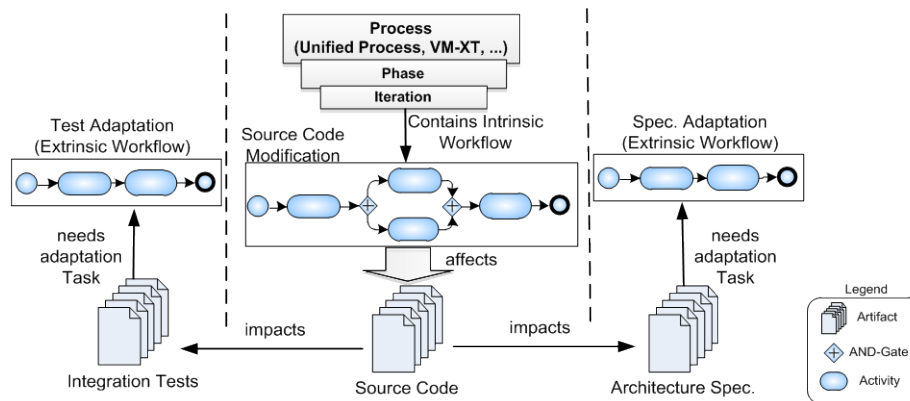 Process
(Unified Process, VM-XT, ...)
Phase
Iteration
Test Adaptation
(Extrinsic Workflow)
Source Code
Modification
Contains Intrinsic
Workflow
Spec. Adaptation
(Extrinsic Workflow)
needs
adaptation
Task
affects
needs
adaptation
Task
impacts
impacts
Integration Tests
Source Code
Architecture Spec.
Legend
Artifact
AND-Gate
Activity